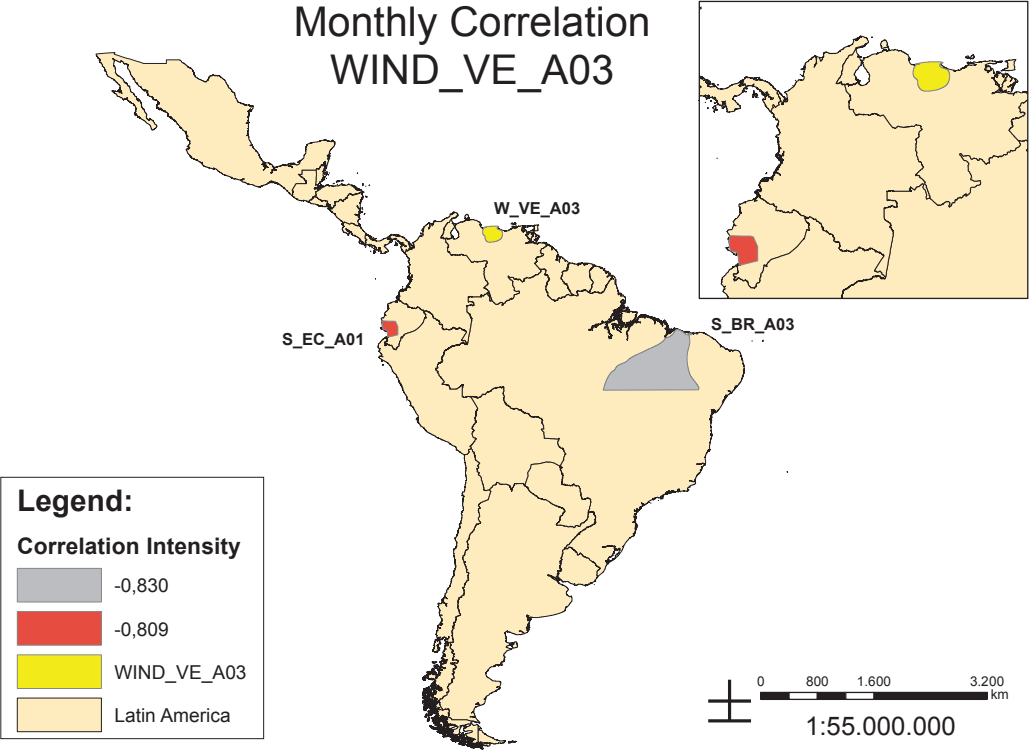 Monthly Correlation
WIND_VE_A03
W_VE_A03
S_EC_A01
S_BR_A03
Legend:
Correlation Intensity
-0,830
-0,809
WIND_VE_A03
Latin America
0 800 1.600 3.200
km
1:55.000.000